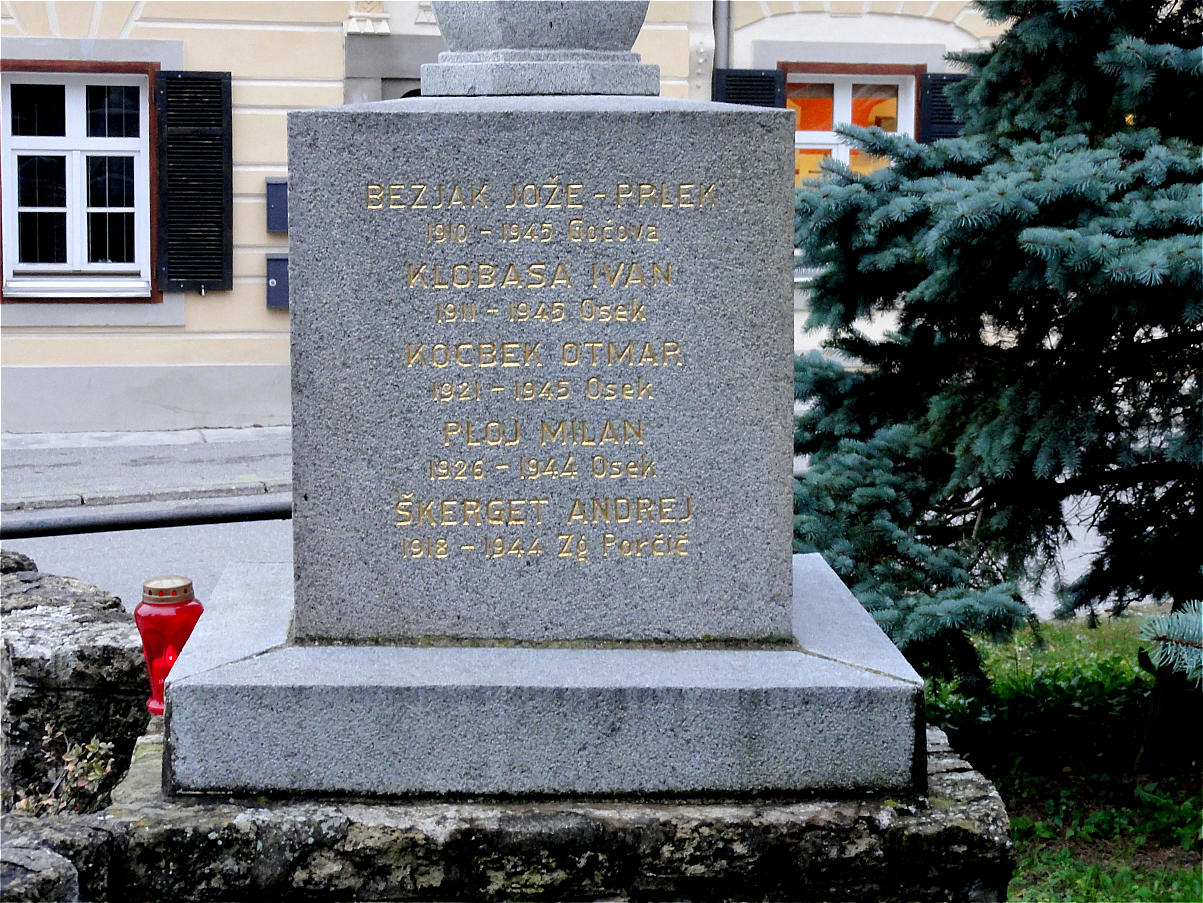 BEZJAK JOŽE - PRLEK
1910 - 1945 Gočova
KLOBASA IVAN
1911 - 1945 Osek
KOCBEK OTMAR
1921 - 1945 Osek
PLOJ MILAN
1926 - 1944 Osek
ŠKERGET ANDREJ
1918 - 1944 Zg Porčič